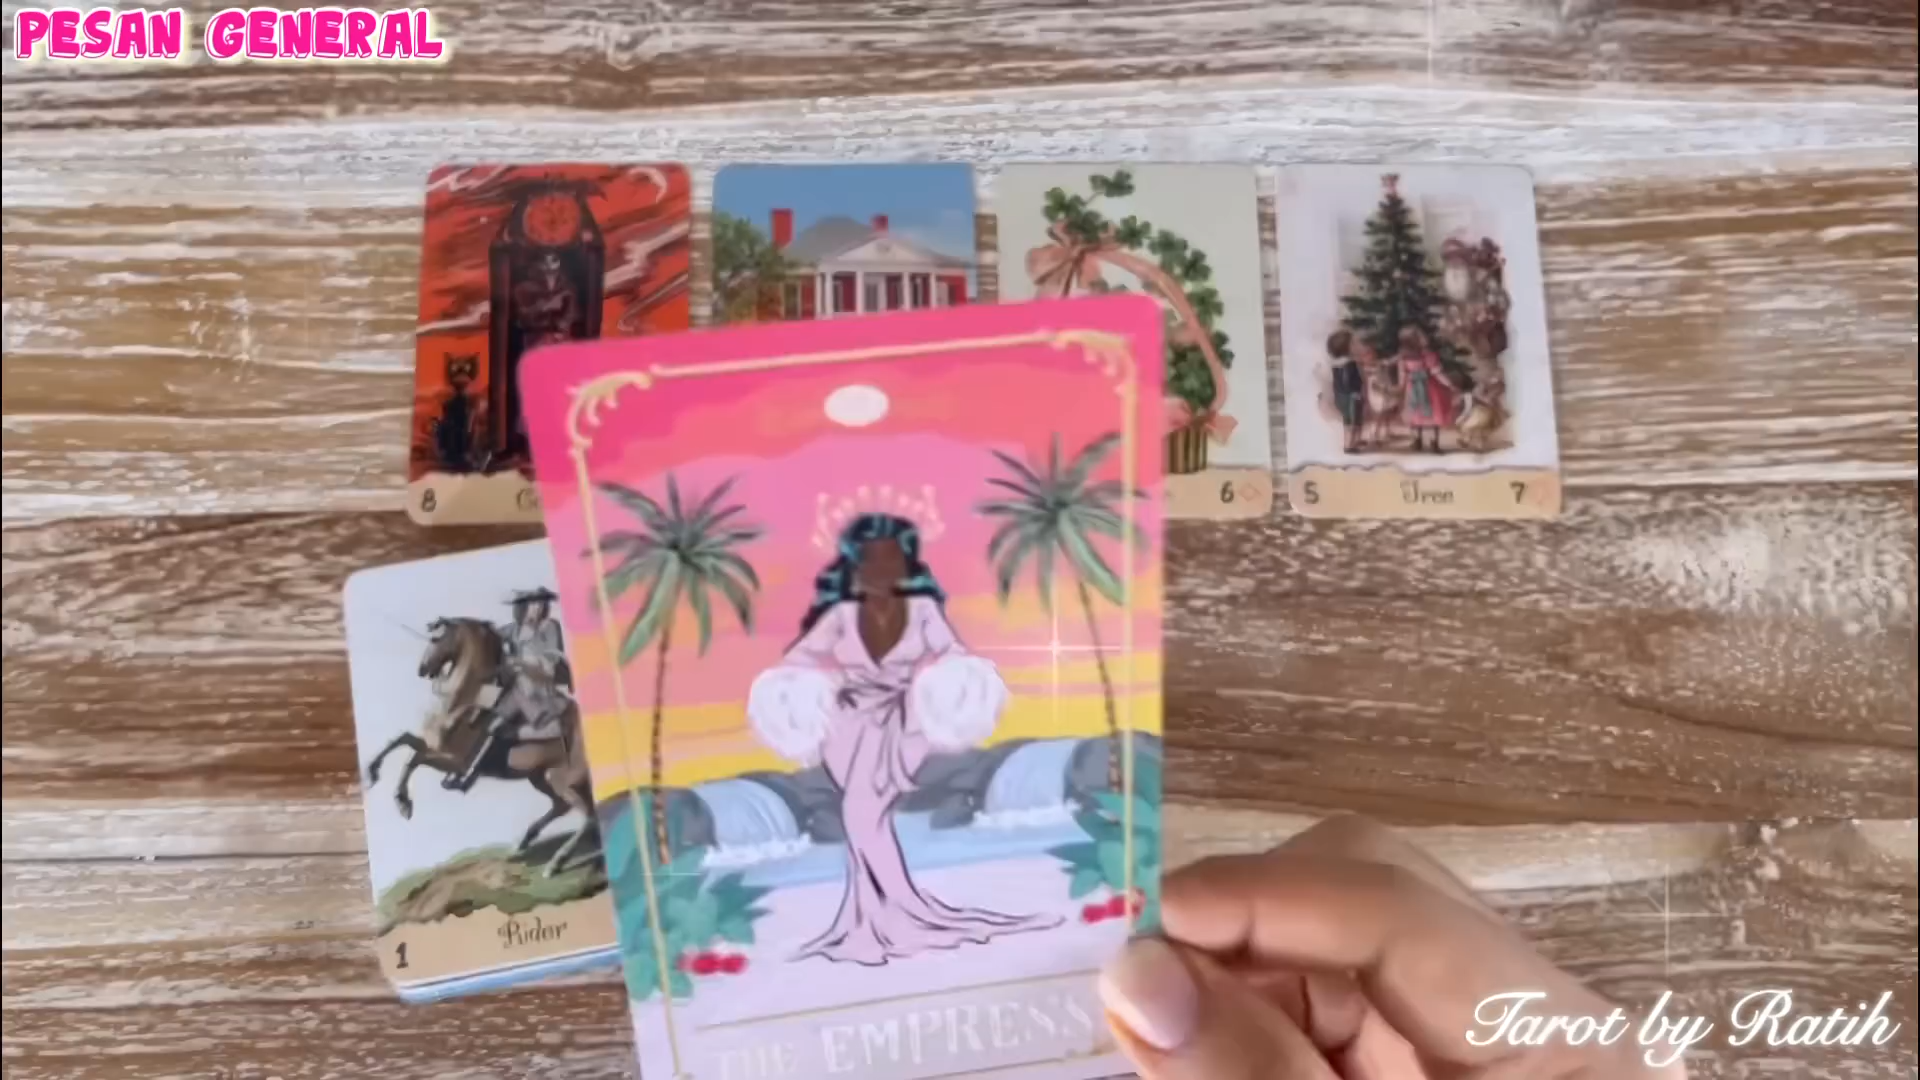 PESAN GENERAL
8
6
5 Tree 7
1 Rider
THE EMPRESS
Tarot by Ratih